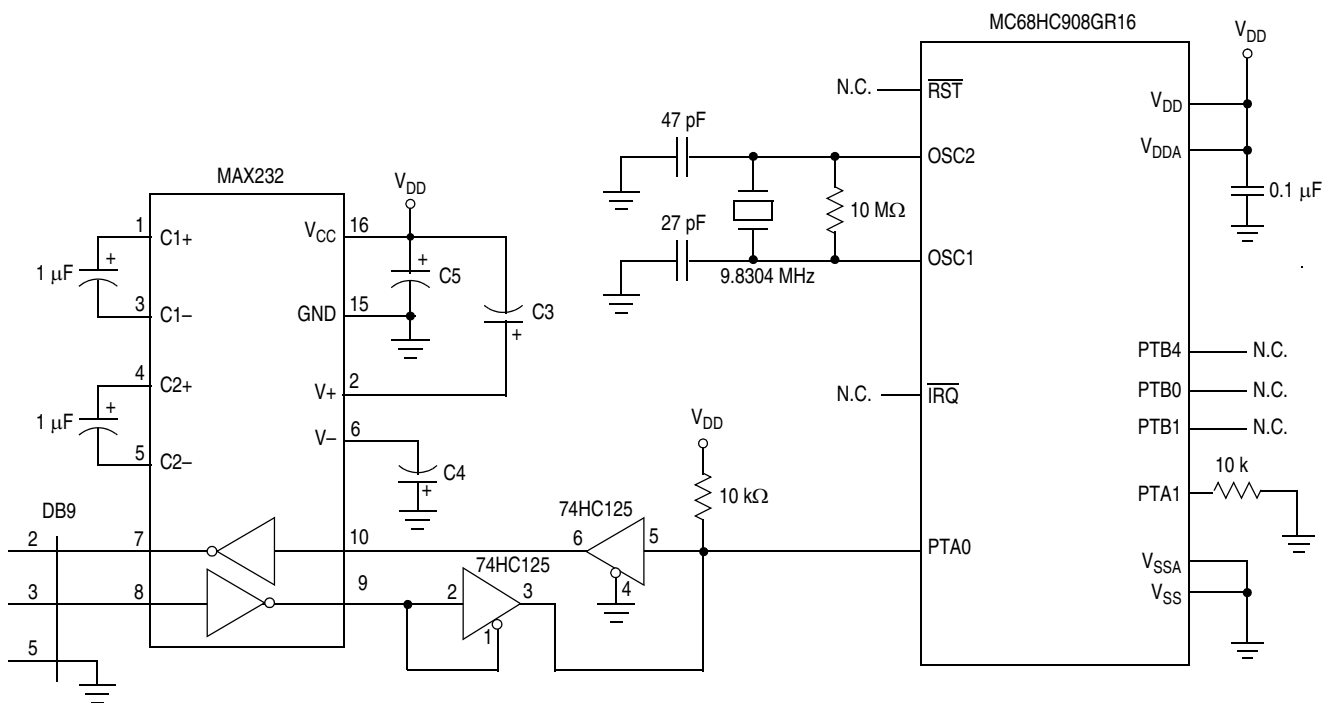 MC68HC908GR16
VDD
N.C.
RST
VDD
47 pF
OSC2
VDDA
MAX232
VDD
10 MΩ
0.1 μF
1
C1+
VCC
16
27 pF
1 μF
+
+
C5
OSC1
9.8304 MHz
3
C1–
GND
15
C3
+
PTB4
N.C.
4
C2+
V+
2
N.C.
IRQ
PTB0
N.C.
1 μF
+
VDD
PTB1
N.C.
V–
6
5
C2–
C4
+
10 k
PTA1
10 kΩ
DB9
74HC125
2
7
10
6
5
PTA0
4
74HC125
VSSA
3
8
9
2
3
VSS
1
5